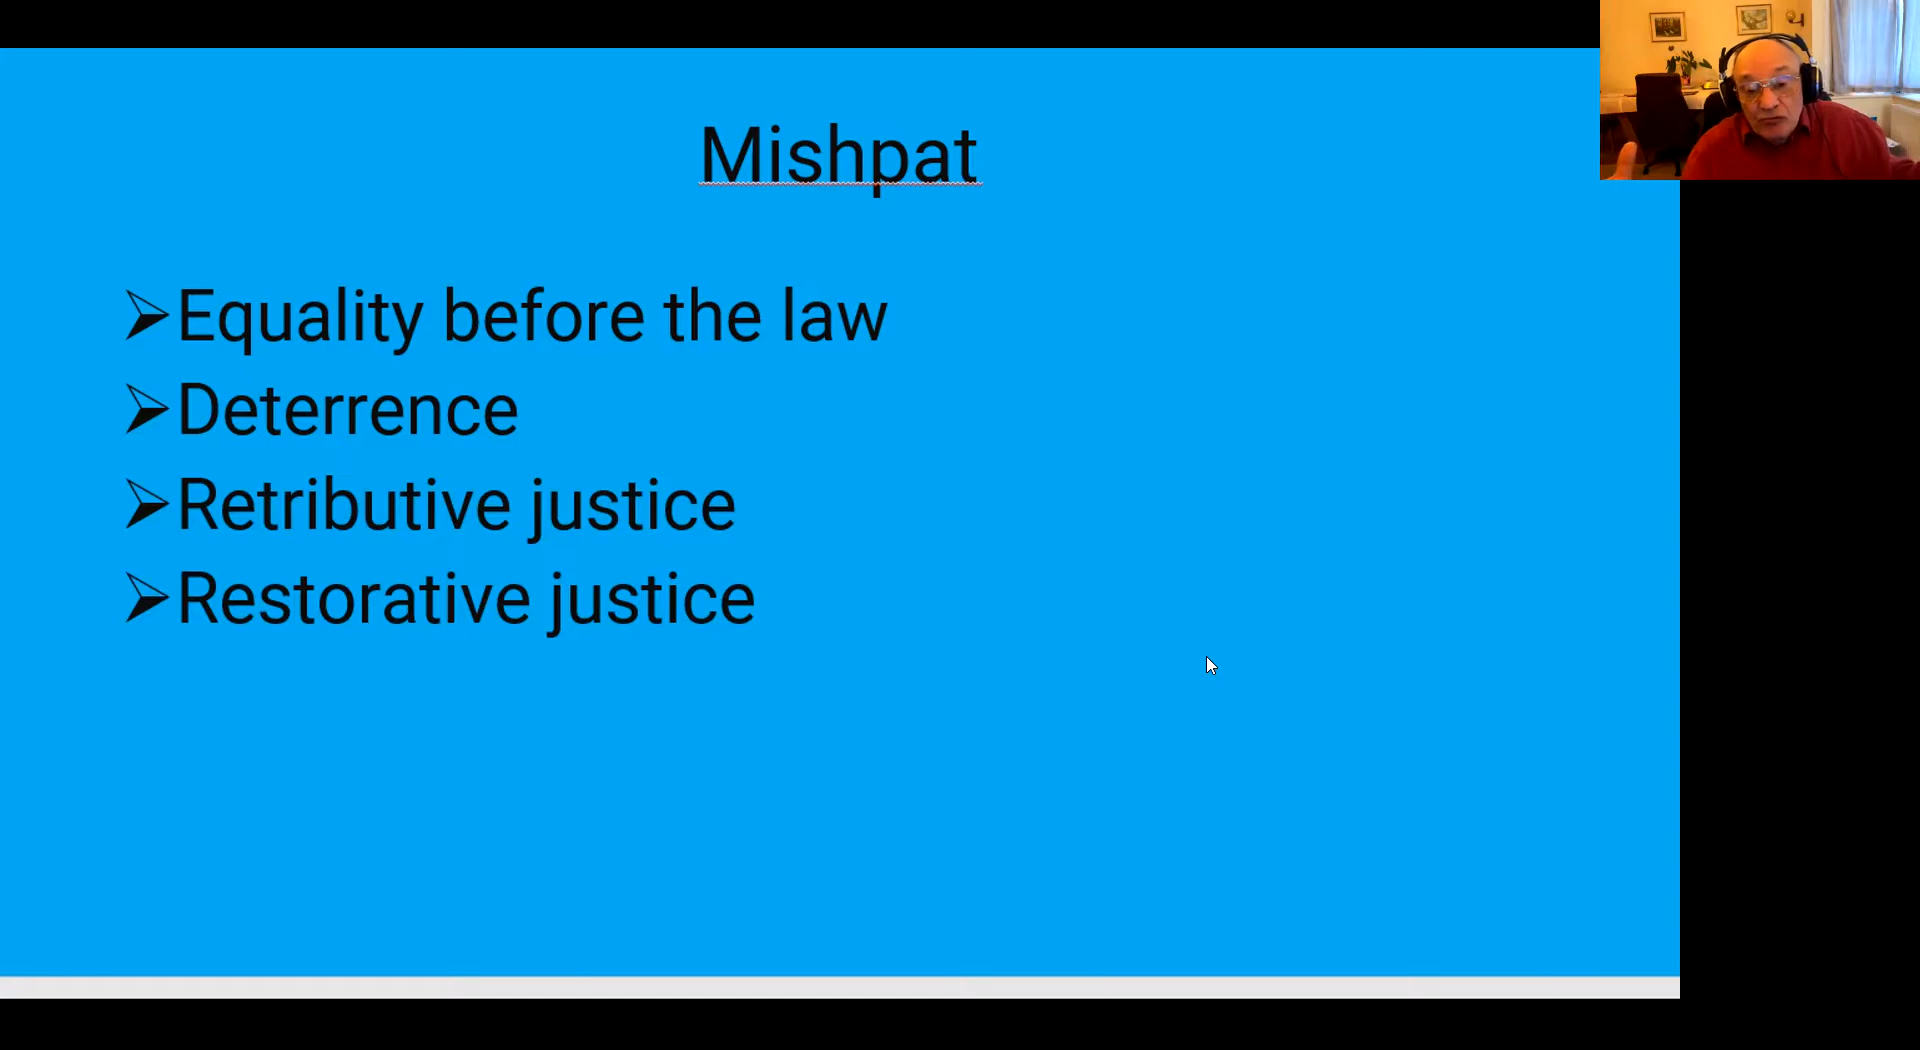 Mishpat
➢Equality before the law
➢Deterrence
➢Retributive justice
➢Restorative justice